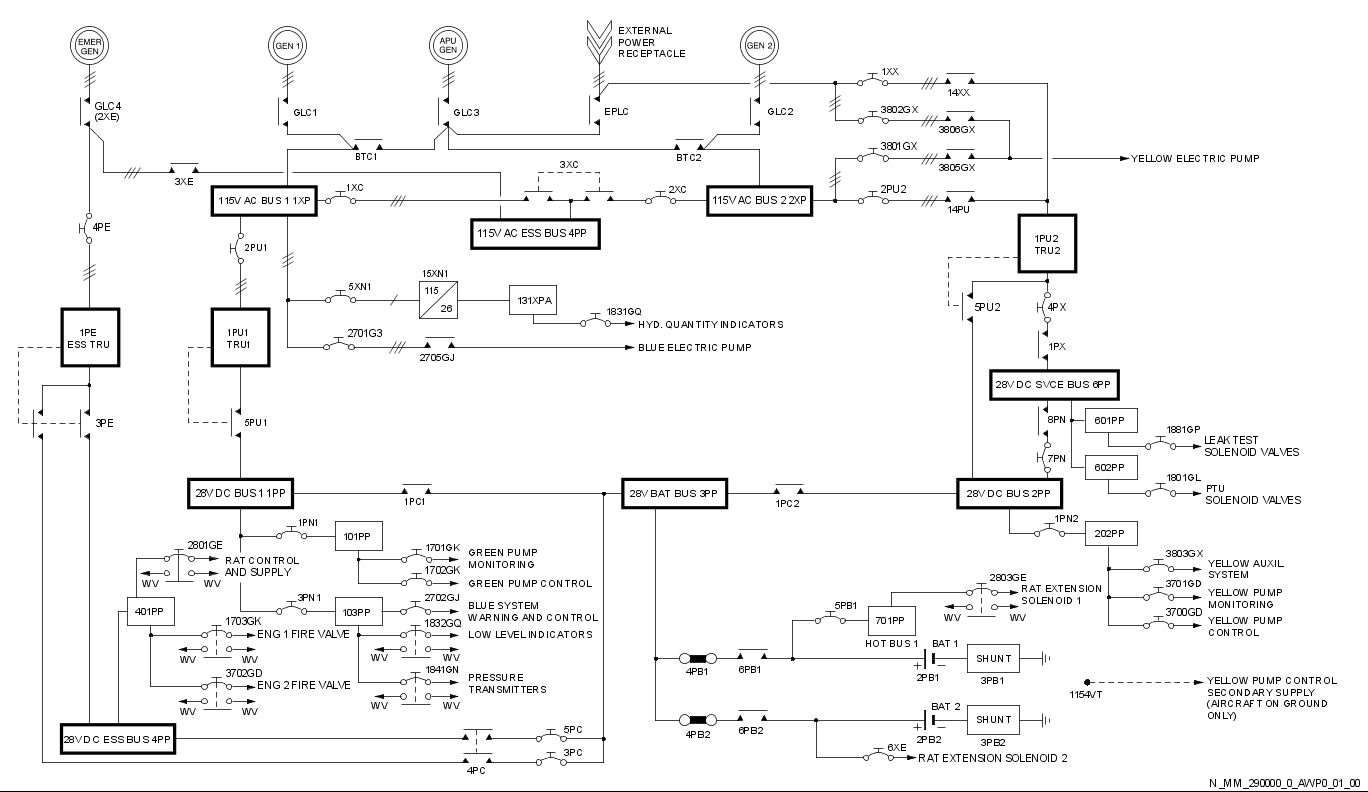 EMER
GEN
GEN 1
APU
GEN
EXTERNAL
POWER
RECEPTACLE
GEN 2
GLC4
(2XE)
GLC1
GLC3
EPLC
GLC2
1XX
14XX
3802GX
3806GX
3801GX
3805GX
YELLOW ELECTRIC PUMP
BTC1
BTC2
3XE
3XC
1XC
2XC
2PU2
14PU
115V AC BUS 1 1XP
115V AC BUS 2 2XP
115V AC ESS BUS 4PP
4PE
2PU1
1PU2
TRU2
5XN1
15XN1
115
26
131XPA
1831GQ
HYD. QUANTITY INDICATORS
2701G3
2705GJ
BLUE ELECTRIC PUMP
5PU2
4PX
1PX
1PE
ESS TRU
1PU1
TRU1
28V DC SVCE BUS 6PP
3PE
5PU1
8PN
7PN
601PP
1881GP
LEAK TEST
SOLENOID VALVES
602PP
1801GL
PTU
SOLENOID VALVES
28V DC BUS 1 1PP
1PC1
28V BAT BUS 3PP
1PC2
28V DC BUS 2PP
1PN1
101PP
1PN2
202PP
2801GE
RAT CONTROL
AND SUPPLY
WV
WV
1701GK
GREEN PUMP
MONITORING
1702GK
GREEN PUMP CONTROL
3803GX
YELLOW AUXIL
SYSTEM
3701GD
YELLOW PUMP
MONITORING
3700GD
YELLOW PUMP
CONTROL
2803GE
RAT EXTENSION
SOLENOID 1
WV
WV
401PP
3PN1
103PP
2702GJ
BLUE SYSTEM
WARNING AND CONTROL
5PB1
701PP
HOT BUS 1
1703GK
ENG 1 FIRE VALVE
WV
WV
1832GQ
LOW LEVEL INDICATORS
WV
WV
3702GD
ENG 2 FIRE VALVE
WV
WV
1841GN
PRESSURE
TRANSMITTERS
WV
WV
4PB1
6PB1
BAT 1
+
–
2PB1
SHUNT
3PB1
1154VT
YELLOW PUMP CONTROL
SECONDARY SUPPLY
(AIRCRAFT ON GROUND
ONLY)
4PB2
6PB2
BAT 2
+
–
2PB2
SHUNT
3PB2
6XE
RAT EXTENSION SOLENOID 2
28V DC ESS BUS 4PP
5PC
3PC
4PC
N_MM_290000_0_AWP0_01_00